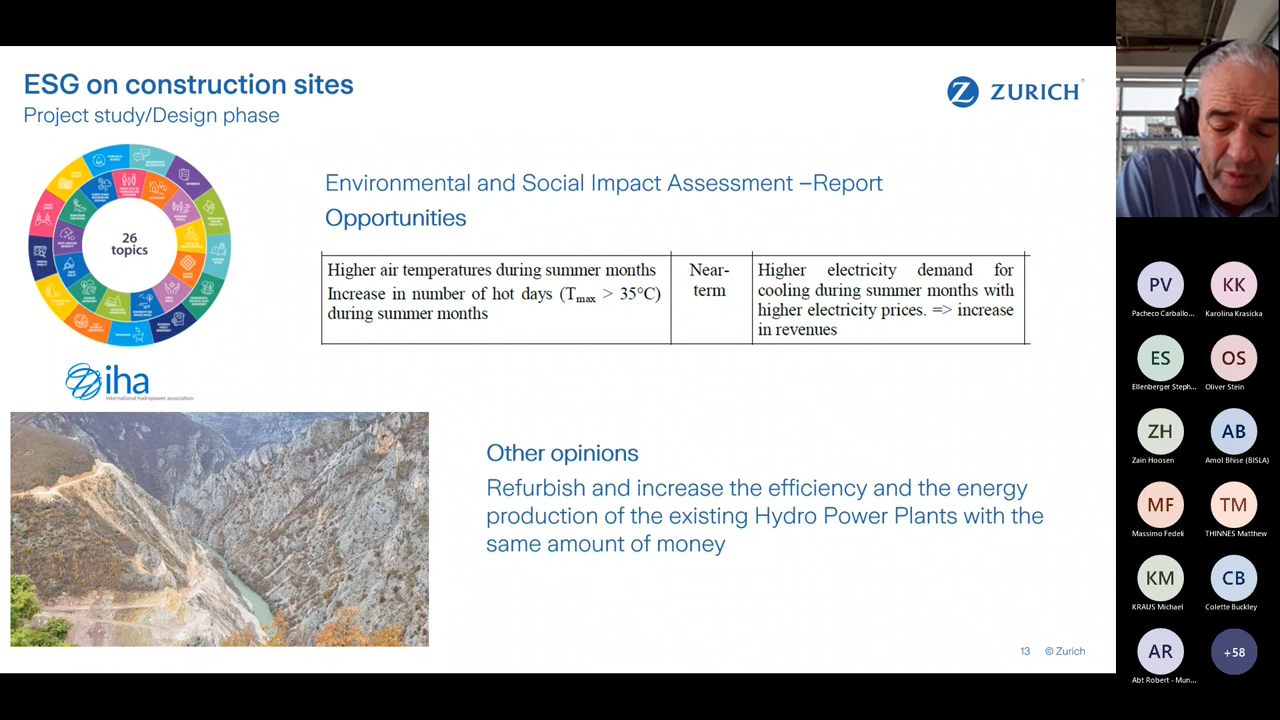 ESG on construction sites
Project study/Design phase
ZURICH
26
topics
iha
international hydropower association
Environmental and Social Impact Assessment –Report
Opportunities
Higher air temperatures during summer months
Increase in number of hot days (Tmax > 35°C)
during summer months
Near-
term
Higher electricity demand for
cooling during summer months with
higher electricity prices. => increase
in revenues
Other opinions
Refurbish and increase the efficiency and the energy
production of the existing Hydro Power Plants with the
same amount of money
13 © Zurich
PV
KK
Pacheco Carballo...
Karolina Krasicka
ES
OS
Ellenberger Steph...
Oliver Stein
ZH
AB
Zain Hoosen
Amol Bhise (BISLA)
MF
TM
Massimo Fedeli
THINNES Matthew
KM
CB
KRAUS Michael
Colette Buckley
AR
+58
Abt Robert - Mun...